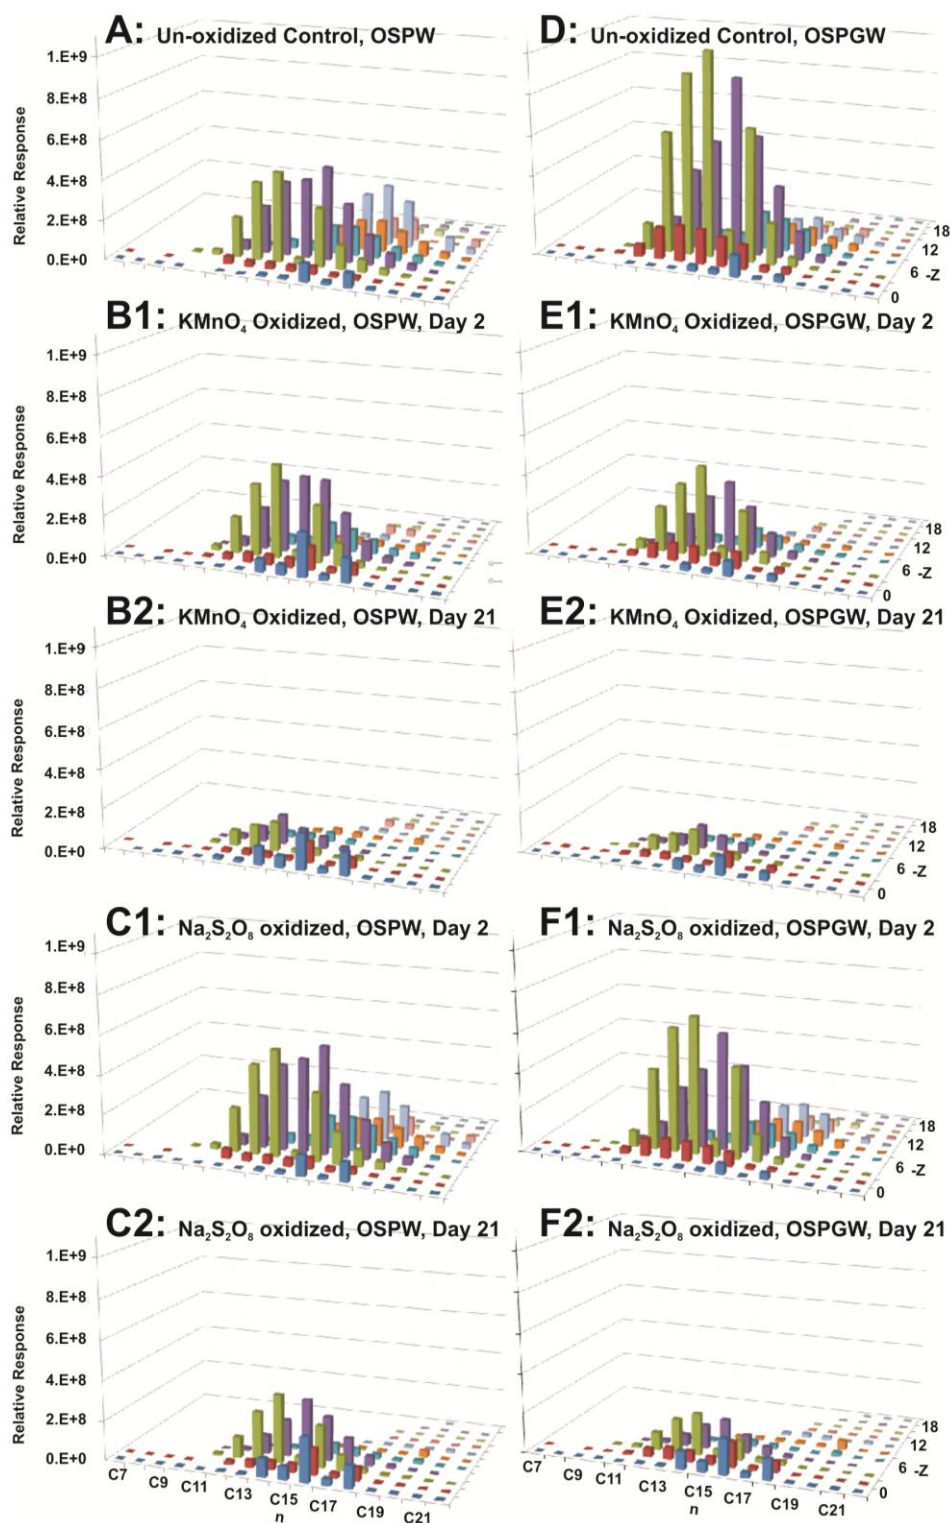 A: Un-oxidized Control, OSPW
D: Un-oxidized Control, OSPGW
Relative Response
1.E+9
8.E+8
6.E+8
4.E+8
2.E+8
0.E+0
18
12
6 -Z
0
B1: KMnO₄ Oxidized, OSPW, Day 2
E1: KMnO₄ Oxidized, OSPGW, Day 2
Relative Response
1.E+9
8.E+8
6.E+8
4.E+8
2.E+8
0.E+0
18
12
6 -Z
0
B2: KMnO₄ Oxidized, OSPW, Day 21
E2: KMnO₄ Oxidized, OSPGW, Day 21
Relative Response
1.E+9
8.E+8
6.E+8
4.E+8
2.E+8
0.E+0
18
12
6 -Z
0
C1: Na₂S₂O₈ oxidized, OSPW, Day 2
F1: Na₂S₂O₈ oxidized, OSPGW, Day 2
Relative Response
1.E+9
8.E+8
6.E+8
4.E+8
2.E+8
0.E+0
18
12
6 -Z
0
C2: Na₂S₂O₈ oxidized, OSPW, Day 21
F2: Na₂S₂O₈ oxidized, OSPGW, Day 21
Relative Response
1.E+9
8.E+8
6.E+8
4.E+8
2.E+8
0.E+0
18
12
6 -Z
0
C7 C9 C11 C13 C15 C17 C19 C21
n
C7 C9 C11 C13 C15 C17 C19 C21
n